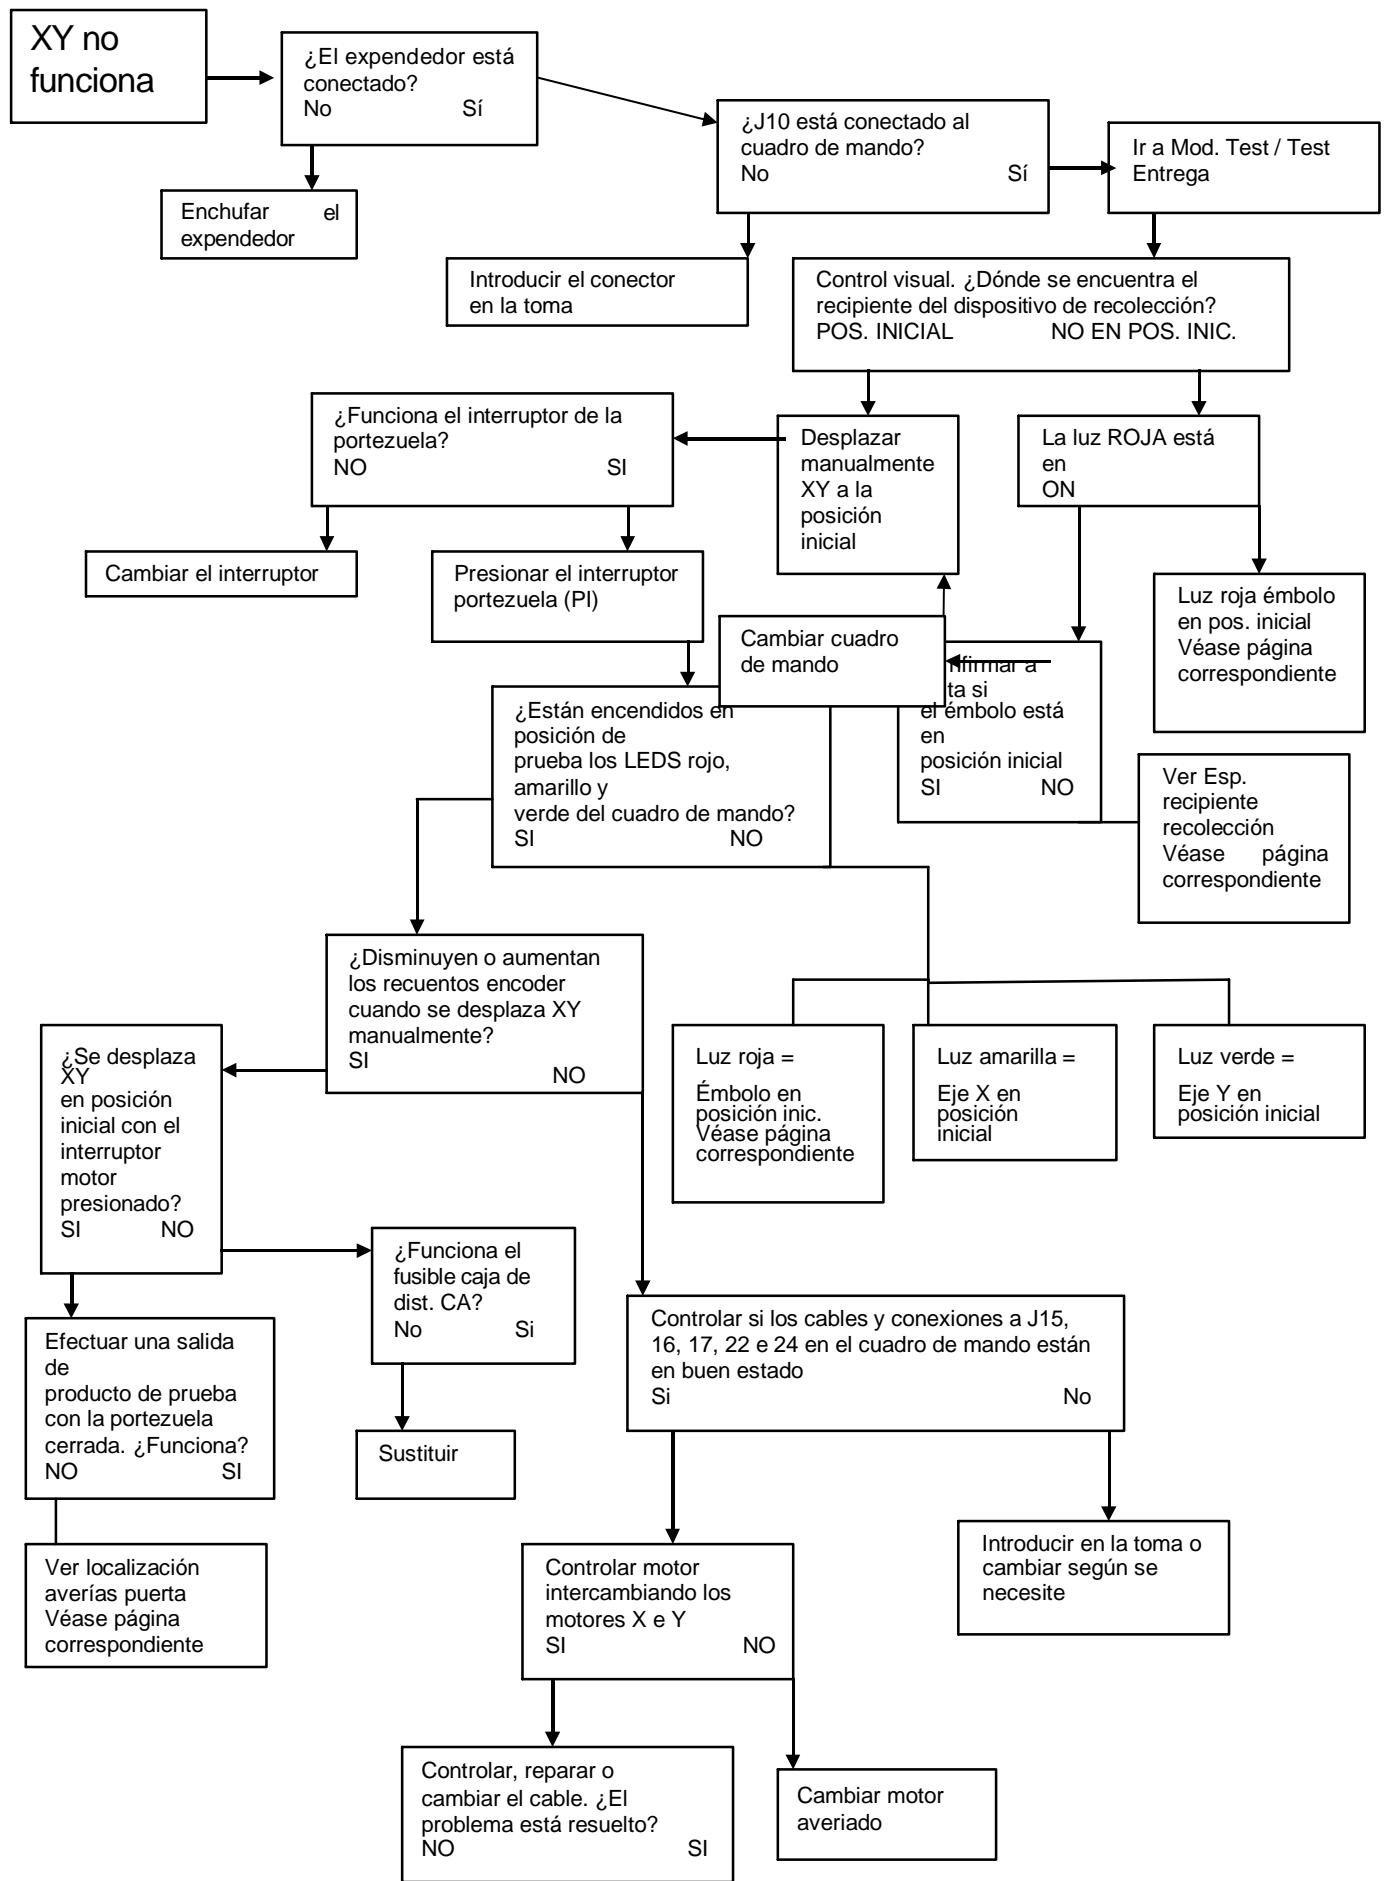 XY no
funciona
¿El expendedor está
conectado?
No Sí
¿J10 está conectado al
cuadro de mando?
No Sí
Ir a Mod. Test / Test
Entrega
Enchufar el
expendedor
Introducir el conector
en la toma
Control visual. ¿Dónde se encuentra el
recipiente del dispositivo de recolección?
POS. INICIAL NO EN POS. INIC.
¿Funciona el interruptor de la
portezuela?
NO SI
Desplazar
manualmente
XY a la
posición
inicial
La luz ROJA está
en
ON
Cambiar el interruptor
Presionar el interruptor
portezuela (PI)
Luz roja émbolo
en pos. inicial
Véase página
correspondiente
Cambiar cuadro
de mando
si
el émbolo está
en
posición inicial
SI NO
¿Están encendidos en
posición de
prueba los LEDS rojo,
amarillo y
verde del cuadro de mando?
SI NO
Ver Esp.
recipiente
recolección
Véase página
correspondiente
¿Disminuyen o aumentan
los recuentos encoder
cuando se desplaza XY
manualmente?
SI NO
¿Se desplaza
XY
en posición
inicial con el
interruptor
motor
presionado?
SI NO
Luz roja =
Émbolo en
posición inic.
Véase página
correspondiente
Luz amarilla =
Eje X en
posición
inicial
Luz verde =
Eje Y en
posición inicial
¿Funciona el
fusible caja de
dist. CA?
No Si
Controlar si los cables y conexiones a J15,
16, 17, 22 e 24 en el cuadro de mando están
en buen estado
Si No
Efectuar una salida
de
producto de prueba
con la portezuela
cerrada. ¿Funciona?
NO SI
Sustituir
Ver localización
averías puerta
Véase página
correspondiente
Controlar motor
intercambiando los
motores X e Y
SI NO
Introducir en la toma o
cambiar según se
necesite
Controlar, reparar o
cambiar el cable. ¿El
problema está resuelto?
NO SI
Cambiar motor
averiado